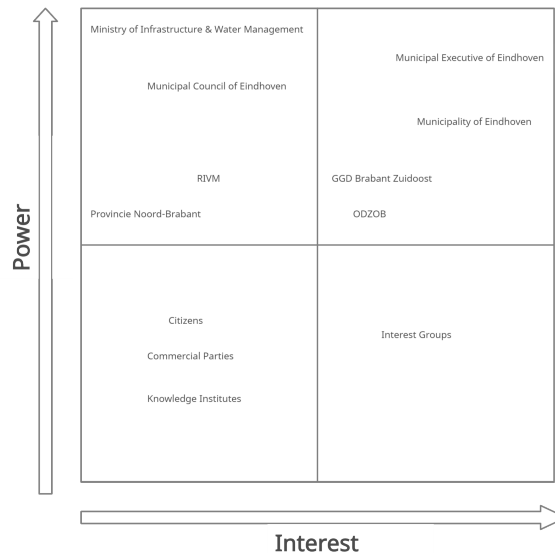 Ministry of Infrastructure & Water Management
Municipal Executive of Eindhoven
Municipal Council of Eindhoven
Municipality of Eindhoven
RIVM
GGD Brabant Zuidoost
Provincie Noord-Brabant
ODZOB
Power
Citizens
Interest Groups
Commercial Parties
Knowledge Institutes
Interest